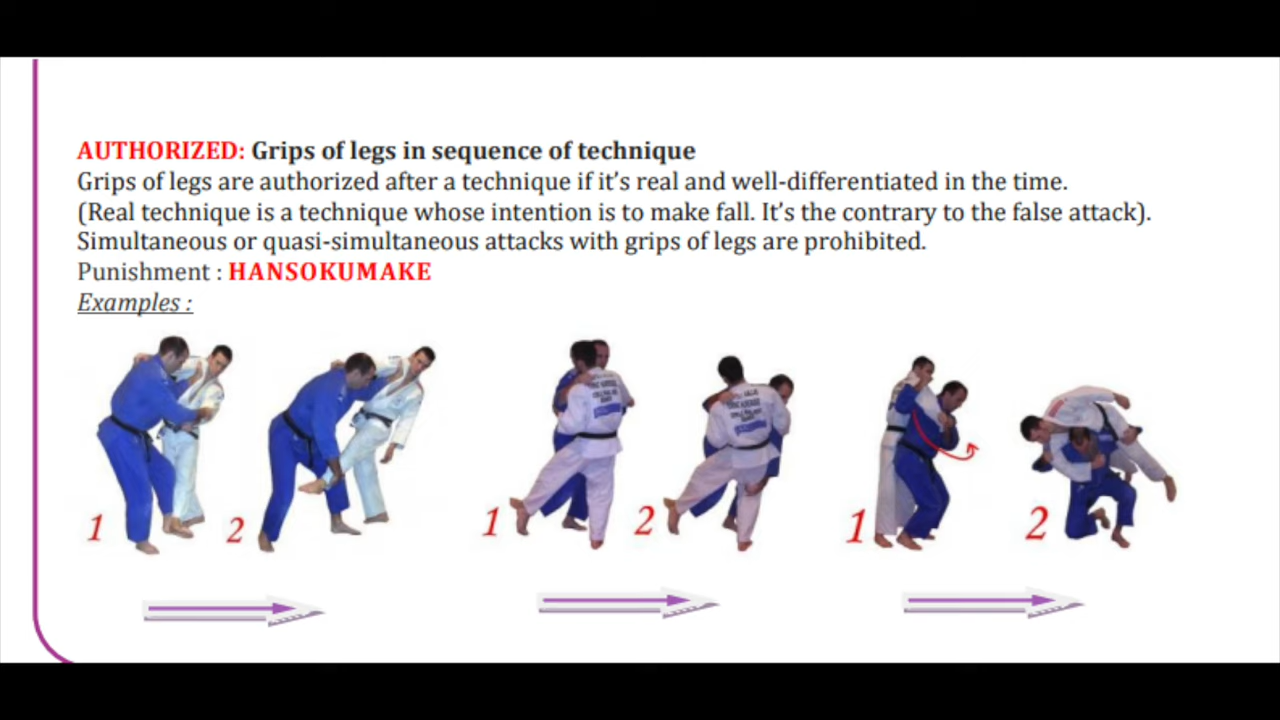 AUTHORIZED: Grips of legs in sequence of technique
Grips of legs are authorized after a technique if it's real and well-differentiated in the time.
(Real technique is a technique whose intention is to make fall. It's the contrary to the false attack).
Simultaneous or quasi-simultaneous attacks with grips of legs are prohibited.
Punishment : HANSOKUMAKE
Examples :
1 2 1 2 1 2